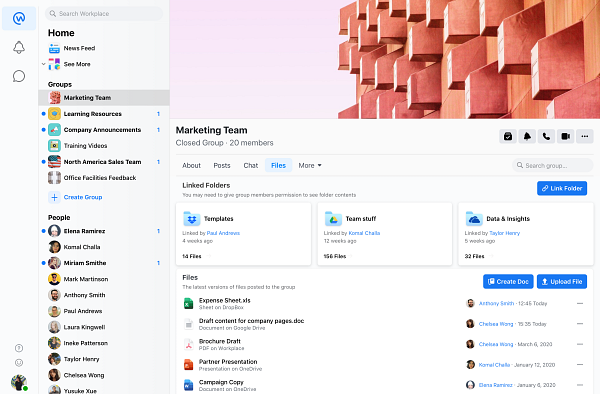 Search Workplace
Home
News Feed
See More
Groups
Marketing Team
Learning Resources 1
Company Announcements 1
Training Videos
North America Sales Team 1
Office Facilities Feedback
Create Group
People
Elena Ramirez 1
Komal Challa
Miriam Smithe 1
Mark Martinson
Anthony Smith
Paul Andrews
Laura Kingwell
Ineke Patterson
Taylor Henry
Chelsea Wong
Yusuke Xue
Marketing Team
Closed Group · 20 members
About Posts Chat Files More
Search group...
Linked Folders
You may need to give group members permission to see folder contents
Link Folder
Templates
Linked by Paul Andrews
4 weeks ago
14 Files
Team stuff
Linked by Komal Challa
12 weeks ago
156 Files
Data & Insights
Linked by Taylor Henry
5 weeks ago
32 Files
Files
The latest versions of files posted to the group
Create Doc
Upload File
Expense Sheet.xls
Sheet on DropBox
Anthony Smith · 12:45 Today
Draft content for company pages.doc
Document on Google Drive
Chelsea Wong · 15:35 Today
Brochure Draft
PDF on Workplace
Chelsea Wong · March 6, 2020
Partner Presentation
Presentation on OneDrive
Komal Challa · January 12, 2020
Campaign Copy
Document on OneDrive
Elena Ramirez · January 6, 2020